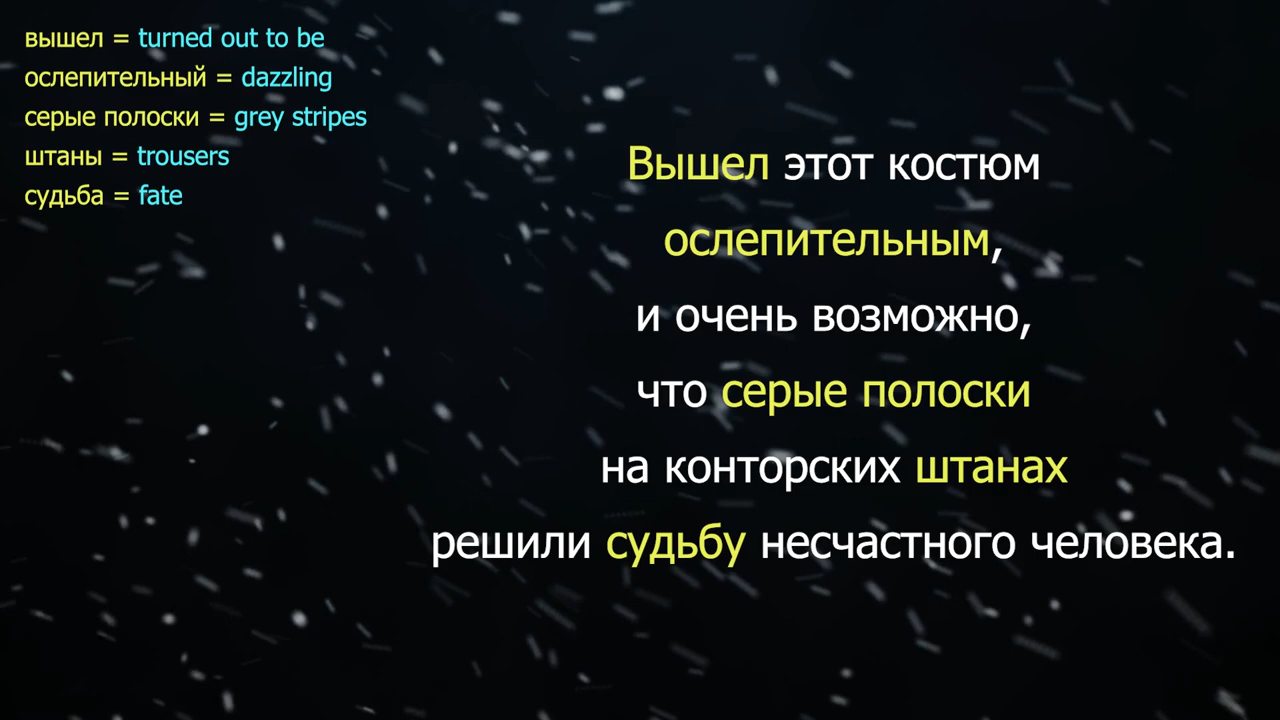 вышел = turned out to be
ослепительный = dazzling
серые полоски = grey stripes
штаны = trousers
судьба = fate
Вышел этот костюм
ослепительным,
и очень возможно,
что серые полоски
на конторских штанах
решили судьбу несчастного человека.